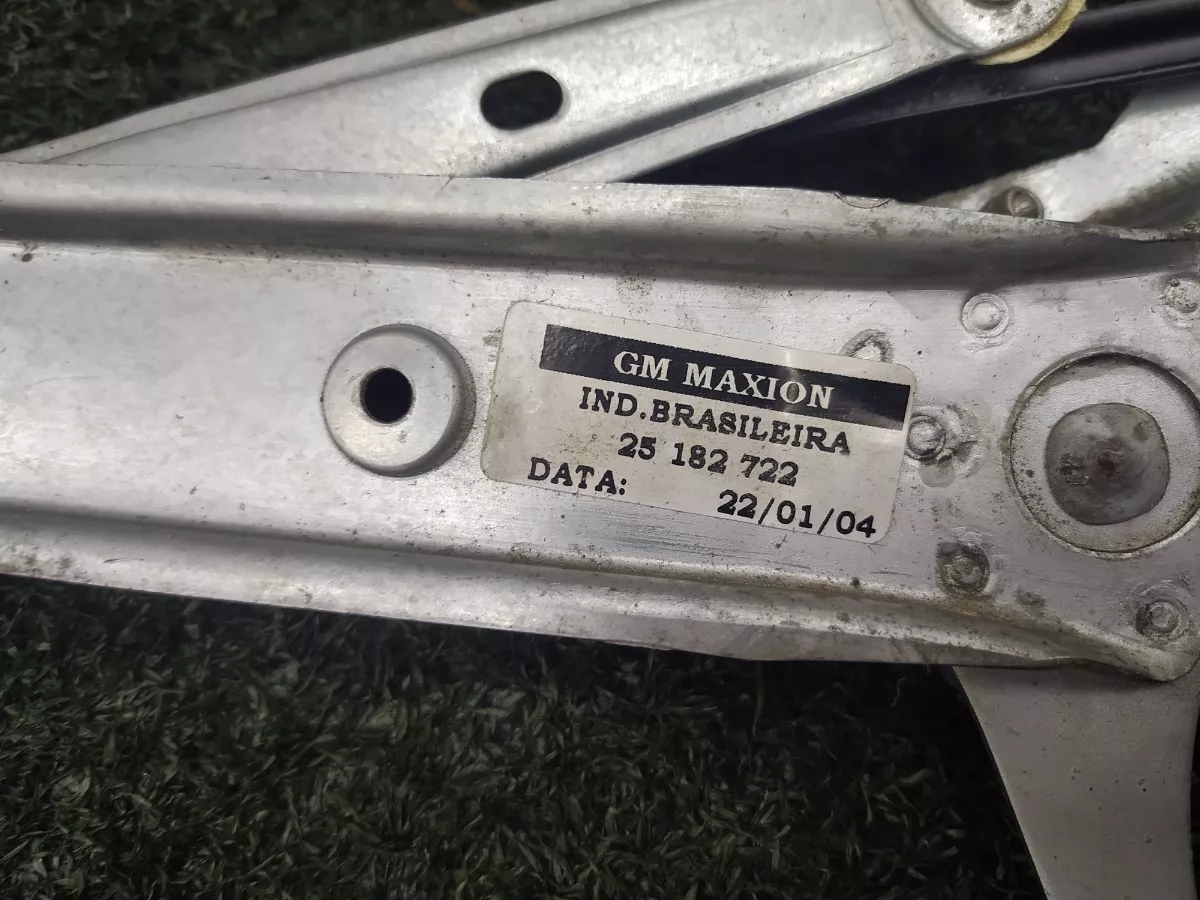 GM MAXION
IND.BRASILEIRA
25 182 722
DATA: 22/01/04